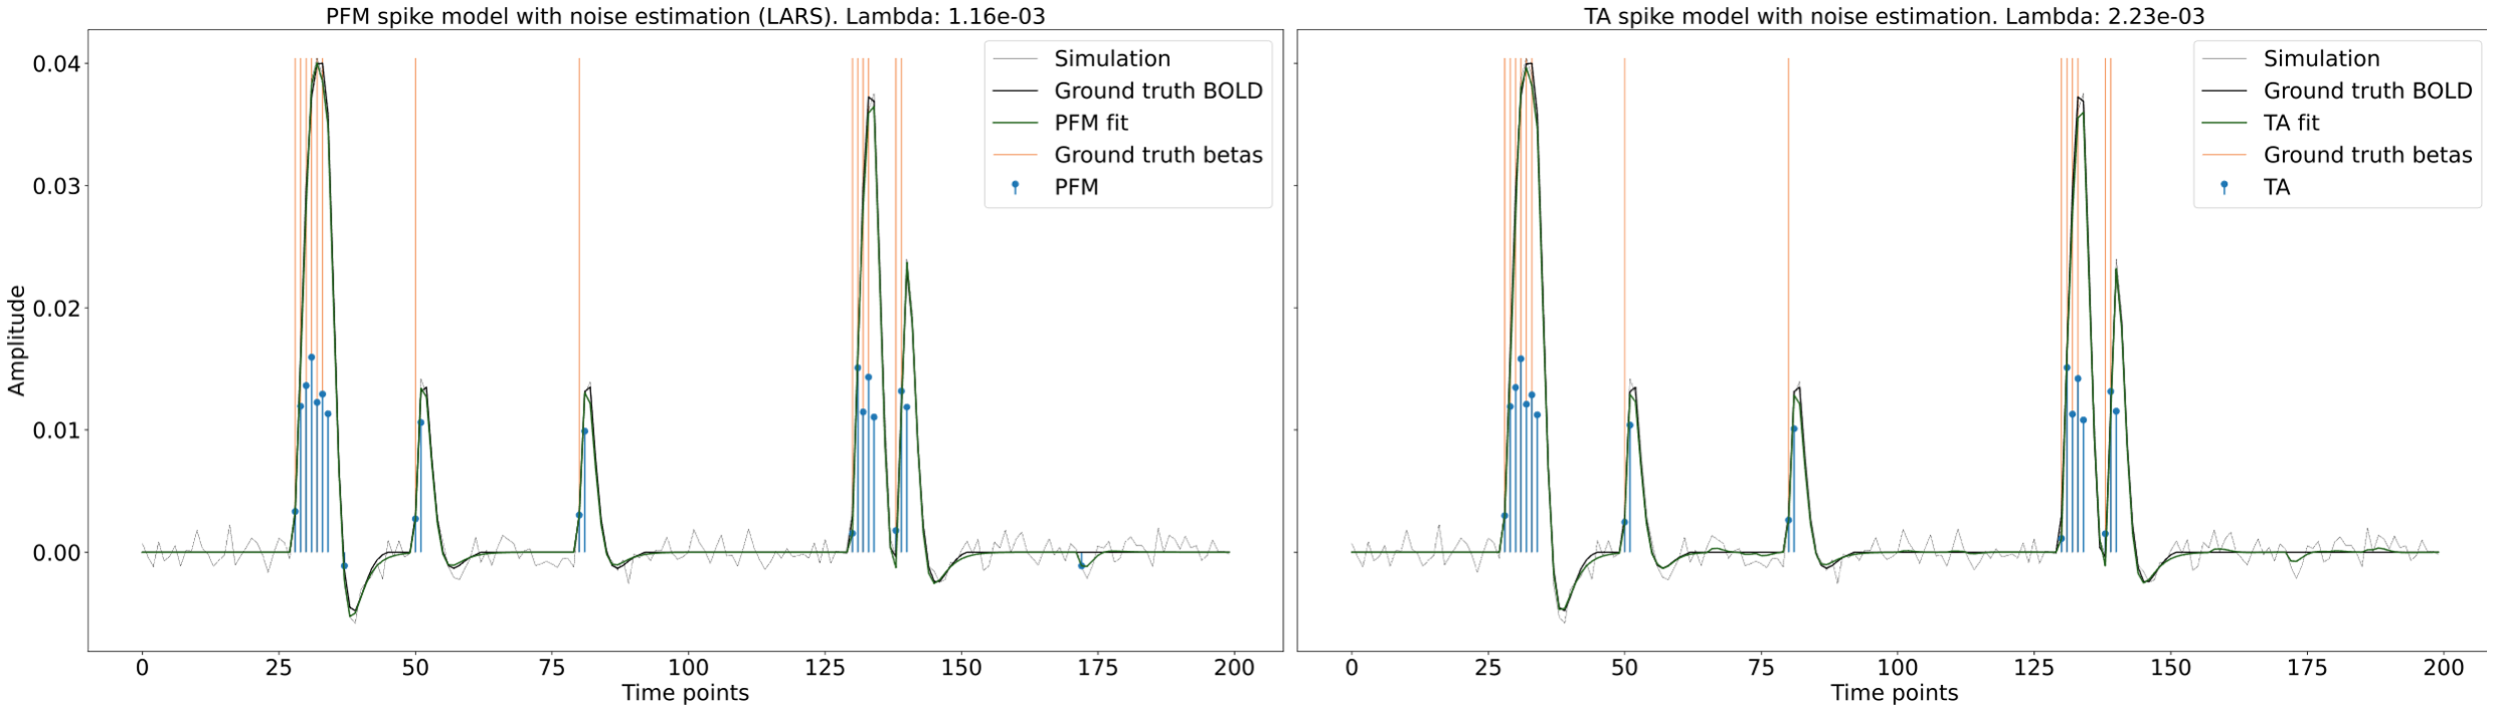 PFM spike model with noise estimation (LARS). Lambda: 1.16e-03
Amplitude
0.04
0.03
0.02
0.01
0.00
Simulation
Ground truth BOLD
PFM fit
Ground truth betas
PFM
0 25 50 75 100 125 150 175 200
Time points
TA spike model with noise estimation. Lambda: 2.23e-03
Simulation
Ground truth BOLD
TA fit
Ground truth betas
TA
0 25 50 75 100 125 150 175 200
Time points